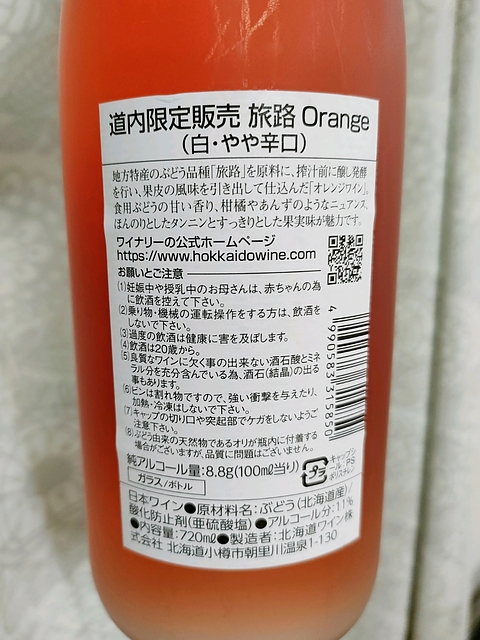 道内限定販売 旅路 Orange
(白・やや辛口)
地方特産のぶどう品種「旅路」を原料に、搾汁前に醸し発酵
を行い、果皮の風味を引き出して仕込んだ「オレンジワイン」。
食用ぶどうの甘い香り、柑橘やあんずのようなニュアンス、
ほんのりとしたタンニンとすっきりとした果実味が魅力です。
ワイナリーの公式ホームページ
https://www.hokkaidowine.com
お願いとご注意
(1)妊娠中や授乳中のお母さんは、赤ちゃんの為
に飲酒を控えて下さい。
(2)乗り物・機械の運転操作をする方は、飲酒を
しないで下さい。
(3)過度の飲酒は健康に害を及ぼします。
(4)飲酒は20歳から。
(5)良質なワインに欠く事の出来ない酒石酸とミネ
ラル分を充分含んでいる為、酒石(結晶)の出る
事もあります。
(6)ビンは割れ物ですので、強い衝撃を与えたり、
加熱・冷凍はしないで下さい。
(7)キャップの切り口や突起部でケガをしないようご
注意下さい。
(8)ぶどう由来の天然物であるオリが瓶内に付着する
場合がございますが、品質に問題はございません。
4990583315850
純アルコール量:8.8g(100ml当り)
ガラス/ボトル
プラ
キャップシ
ール:PS
ポリスチレン
日本ワイン●原材料名:ぶどう(北海道産)/
酸化防止剤(亜硫酸塩)●アルコール分:11%
●内容量:720ml●製造者:北海道ワイン株
式会社 北海道小樽市朝里川温泉1-130